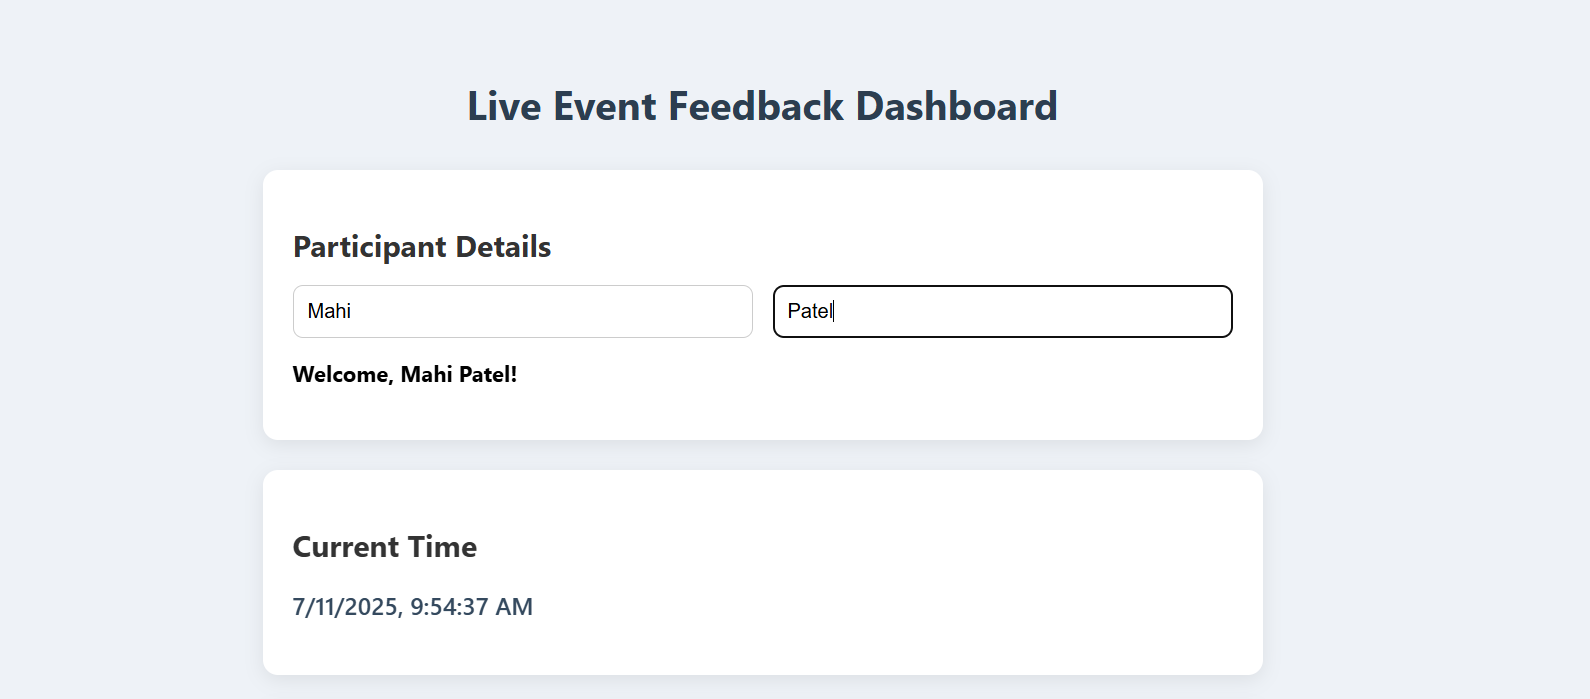 Live Event Feedback Dashboard
Participant Details
Mahi Patel
Welcome, Mahi Patel!
Current Time
7/11/2025, 9:54:37 AM